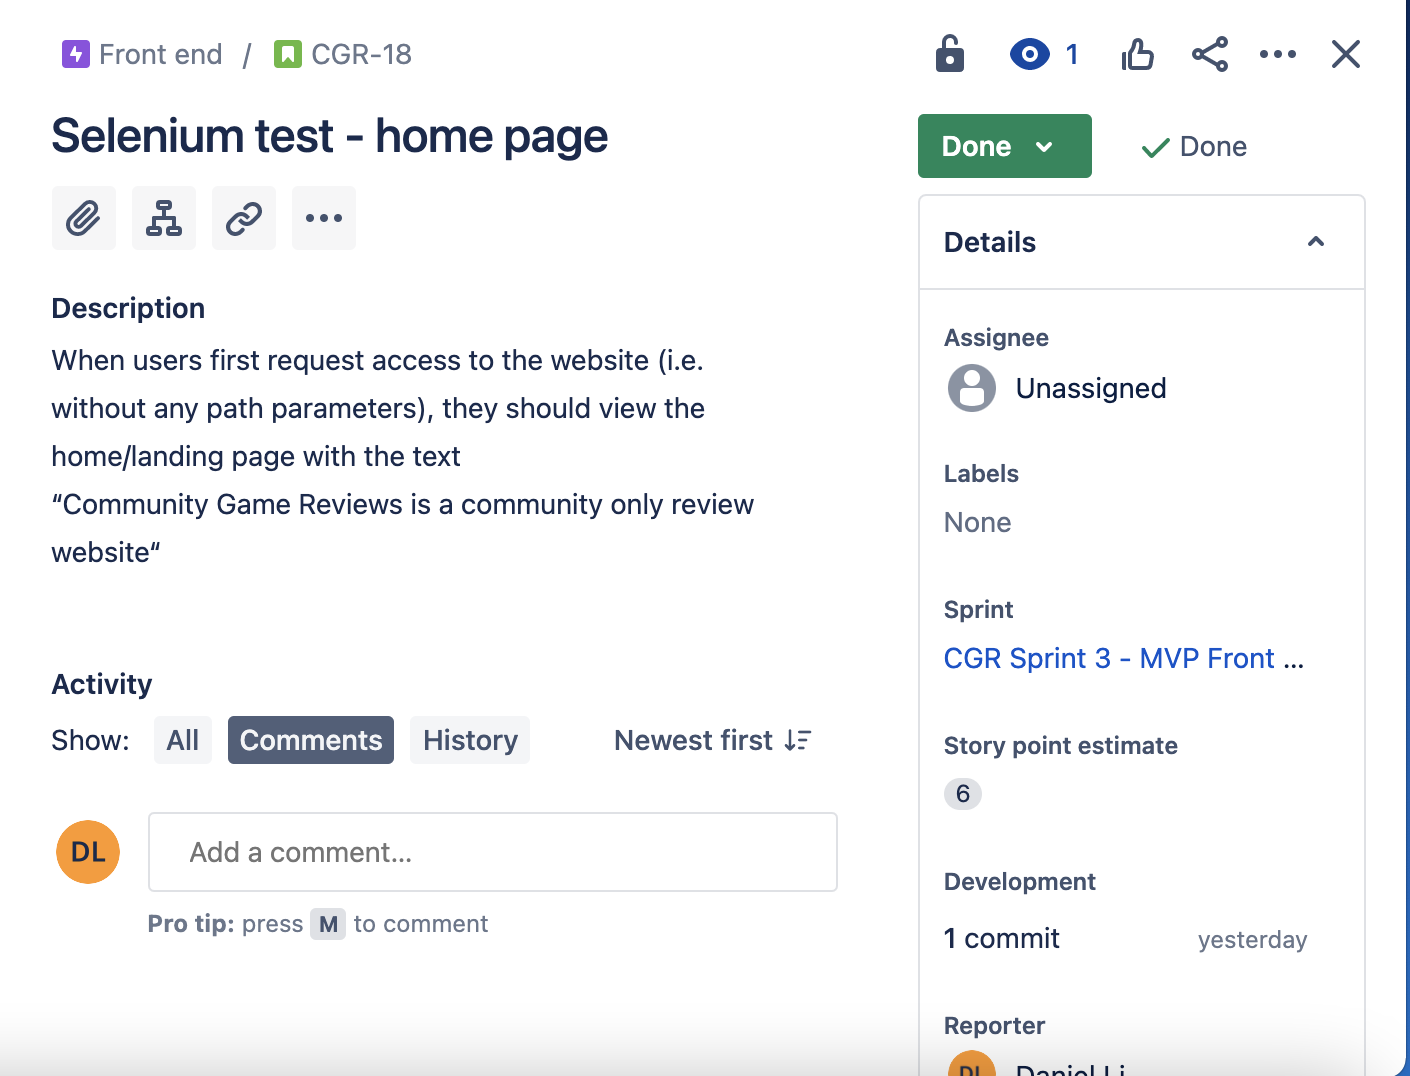 Front end / CGR-18
1
Selenium test - home page
Done
Done
Details
Description
When users first request access to the website (i.e.
without any path parameters), they should view the
home/landing page with the text
“Community Game Reviews is a community only review
website“
Activity
Show: All Comments History Newest first
DL
Add a comment...
Pro tip: press M to comment
Assignee
Unassigned
Labels
None
Sprint
CGR Sprint 3 - MVP Front ...
Story point estimate
6
Development
1 commit yesterday
Reporter
DL Daniel Li